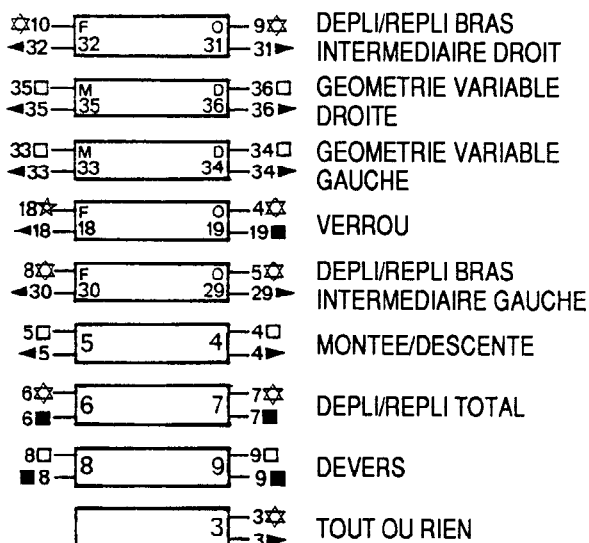 10 F O 9 DEPLI/REPLI BRAS
32 32 31 31 INTERMEDIAIRE DROIT
35 M D 36 GEOMETRIE VARIABLE
35 35 36 36 DROITE
33 M D 34 GEOMETRIE VARIABLE
33 33 34 34 GAUCHE
18 F O 4
18 18 19 19 VERROU
8 F O 5 DEPLI/REPLI BRAS
30 30 29 29 INTERMEDIAIRE GAUCHE
5 5 4 4 MONTEE/DESCENTE
5 4
6 6 7 7 DEPLI/REPLI TOTAL
6 7
8 8 9 9 DEVERS
8 9
3 3 TOUT OU RIEN
3